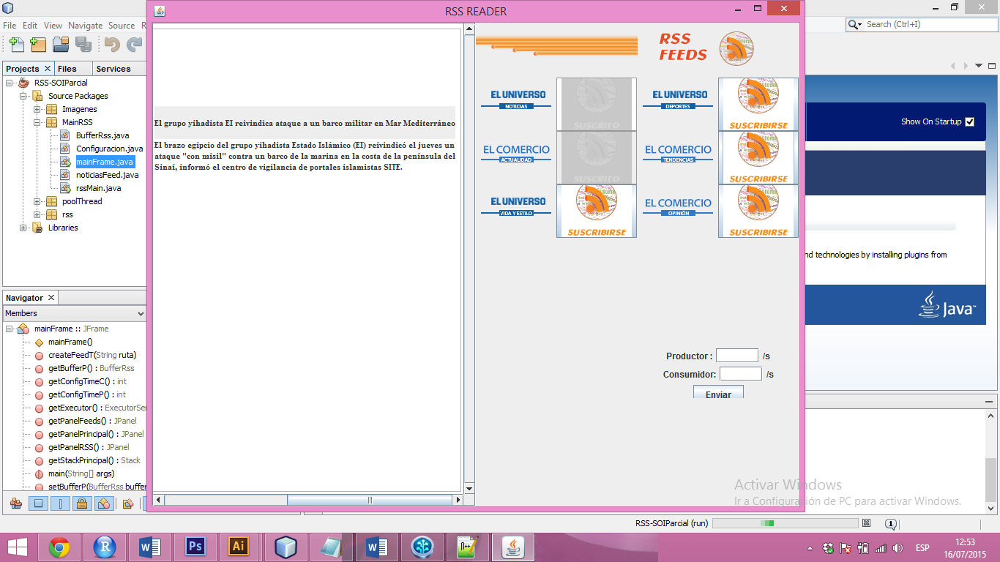 RSS READER
File Edit View Navigate Source R
Search (Ctrl+I)
Projects Files Services
RSS-SOIParcial
Source Packages
Imagenes
MainRSS
BufferRss.java
Configuracion.java
mainFrame.java
noticiasFeed.java
rssMain.java
poolThread
rss
Libraries
Navigator
Members
mainFrame :: JFrame
mainFrame()
createFeedT(String ruta)
getBufferP() : BufferRss
getConfigTimeC() : int
getConfigTimeP() : int
getExecutor() : ExecutorSer
getPanelFeeds() : JPanel
getPanelPrincipal() : JPanel
getPanelRSS() : JPanel
getStackPrincipal() : Stack
main(String[] args)
setBufferP(BufferRss buffer
El grupo yihadista EI reivindica ataque a un barco militar en Mar Mediterráneo
El brazo egipcio del grupo yihadista Estado Islámico (EI) reivindicó el jueves un
ataque "con misil" contra un barco de la marina en la costa de la península del
Sinaí, informó el centro de vigilancia de portales islamistas SITE.
RSS
FEEDS
EL UNIVERSO
NOTICIAS
SUSCRITO
EL UNIVERSO
DEPORTES
SUSCRIBIRSE
EL COMERCIO
ACTUALIDAD
SUSCRITO
EL COMERCIO
TENDENCIAS
SUSCRIBIRSE
EL UNIVERSO
VIDA Y ESTILO
SUSCRIBIRSE
EL COMERCIO
OPINIÓN
SUSCRIBIRSE
Productor : /s
Consumidor: /s
Enviar
Show On Startup
nd technologies by installing plugins from
Java™
Activar Windows
Ir a Configuración de PC para activar Windows.
RSS-SOIParcial (run)
1
R W Ps Ai W n++
ESP
12:53
16/07/2015